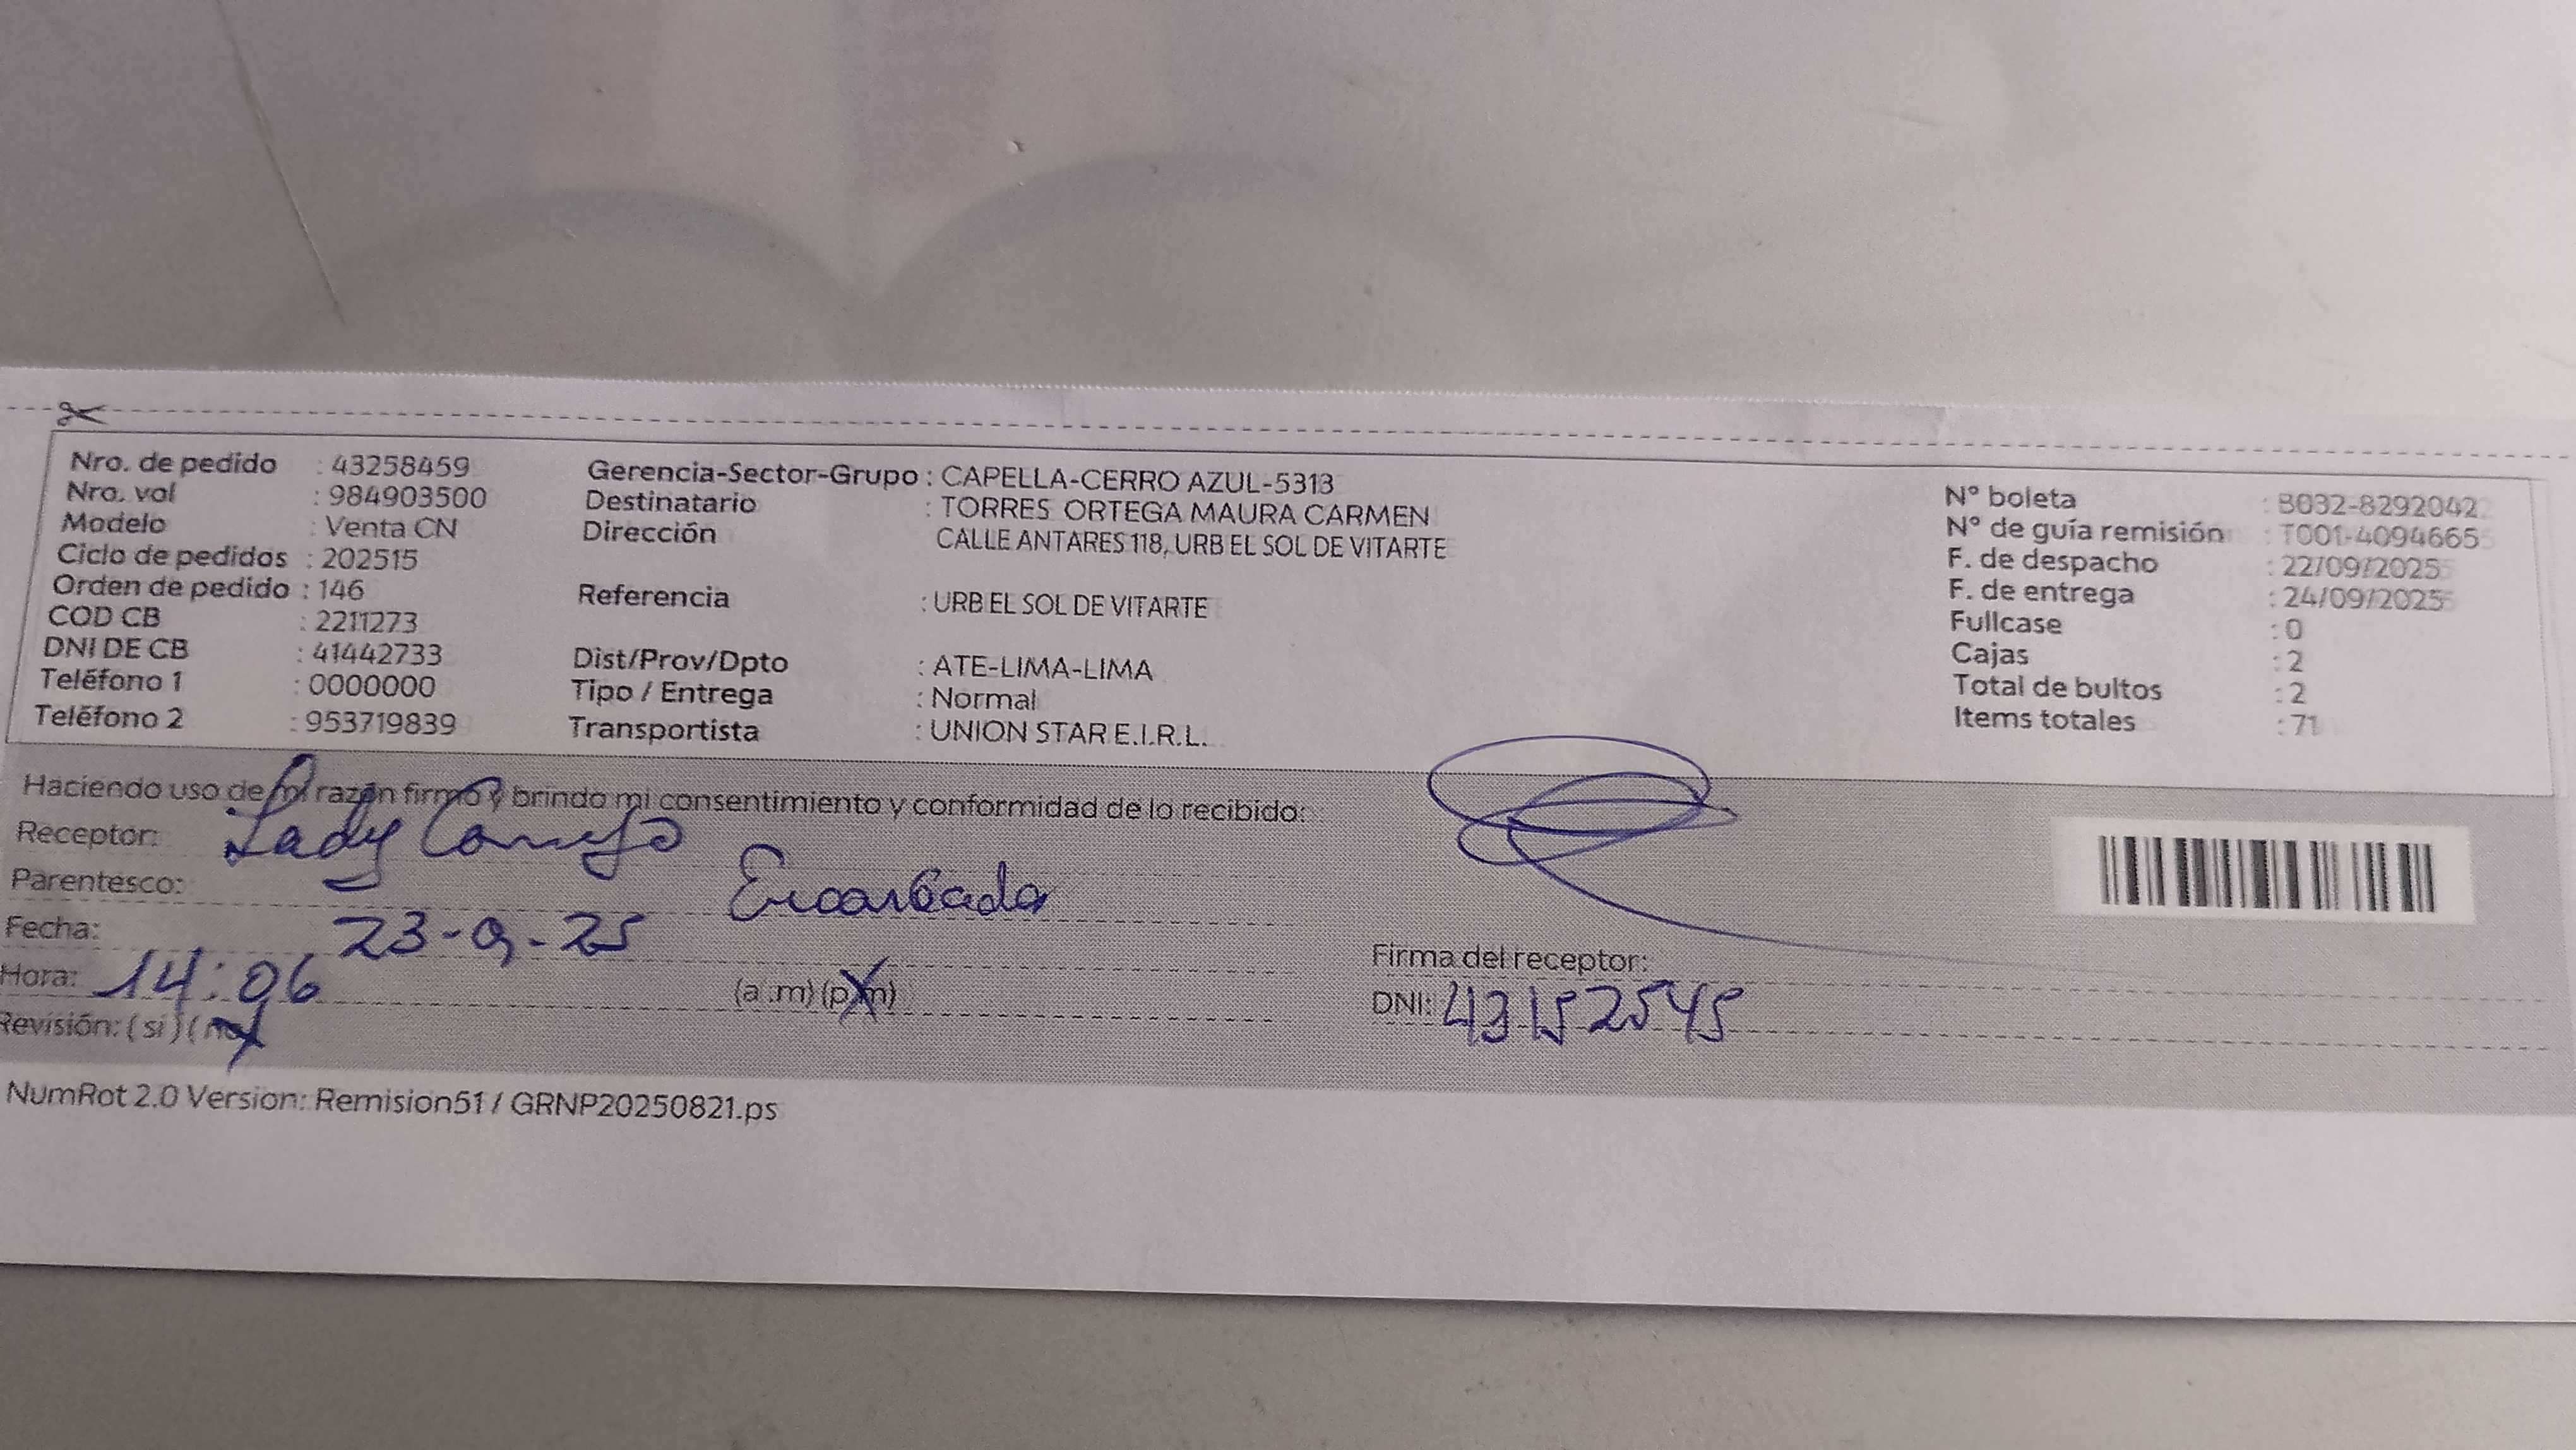 Nro. de pedido : 43258459
Nro. vol : 984903500
Modelo : Venta CN
Ciclo de pedidos : 202515
Orden de pedido : 146
COD CB : 2211273
DNI DE CB : 41442733
Teléfono 1 : 0000000
Teléfono 2 : 953719839
Gerencia-Sector-Grupo : CAPELLA-CERRO AZUL-5313
Destinatario : TORRES ORTEGA MAURA CARMEN
Dirección CALLE ANTARES 118, URB EL SOL DE VITARTE
Referencia : URB EL SOL DE VITARTE
Dist/Prov/Dpto : ATE-LIMA-LIMA
Tipo / Entrega : Normal
Transportista : UNION STAR E.I.R.L.
N° boleta : B032-8292042
N° de guía remisión : T001-4094665
F. de despacho : 22/09/2025
F. de entrega : 24/09/2025
Fullcase : 0
Cajas : 2
Total de bultos : 2
Items totales : 71
Haciendo uso de mi razón firmo y brindo mi consentimiento y conformidad de lo recibido:
Receptor: Lady
Parentesco: Encargada
Fecha: 23-9-25
Hora: 14:06 (a.m) (p.m)
Revisión: (si) (no)
Firma del receptor:
DNI: 43152545
NumRot 2.0 Version: Remision51 / GRNP20250821.ps